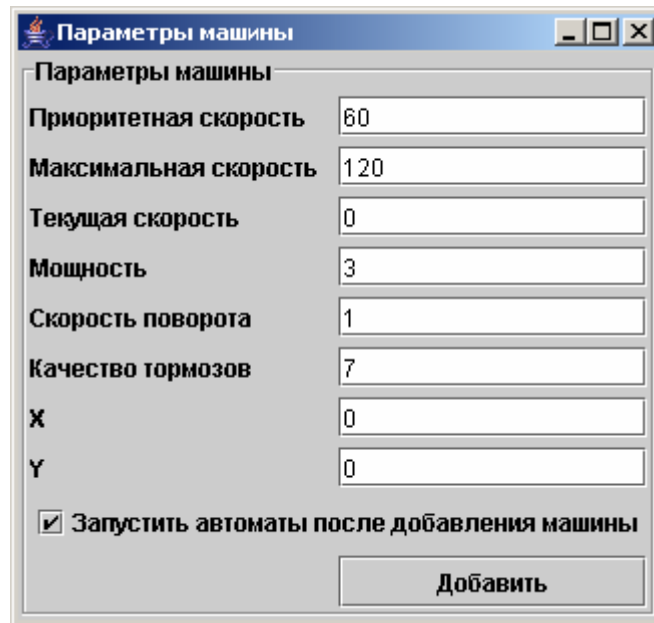 Параметры машины
Параметры машины
Приоритетная скорость 60
Максимальная скорость 120
Текущая скорость 0
Мощность 3
Скорость поворота 1
Качество тормозов 7
X 0
Y 0
Запустить автоматы после добавления машины
Добавить